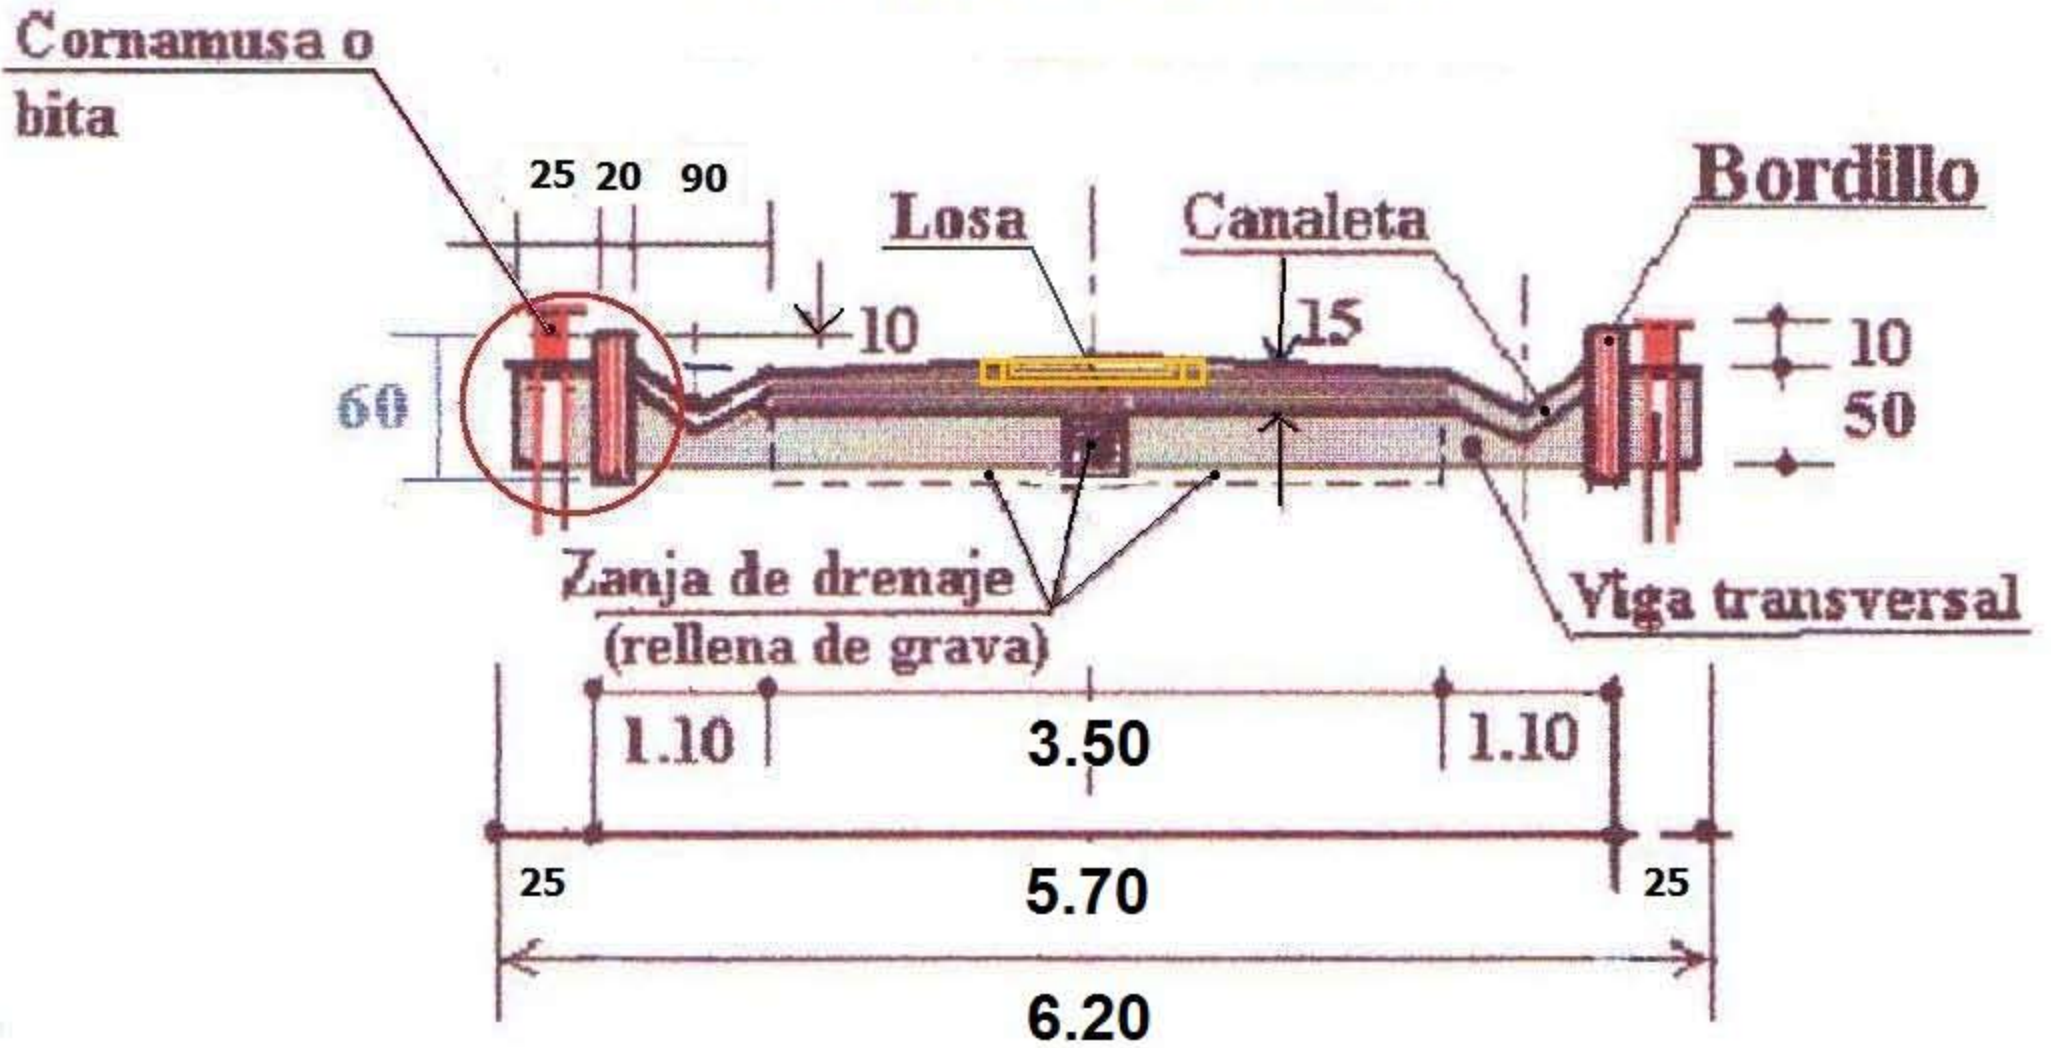 Cornamusa o
bita
25 20 90
Bordillo
Losa
Canaleta
10
15
10
60
50
Zanja de drenaje
(rellena de grava)
Viga transversal
1.10
3.50
1.10
25
5.70
25
6.20